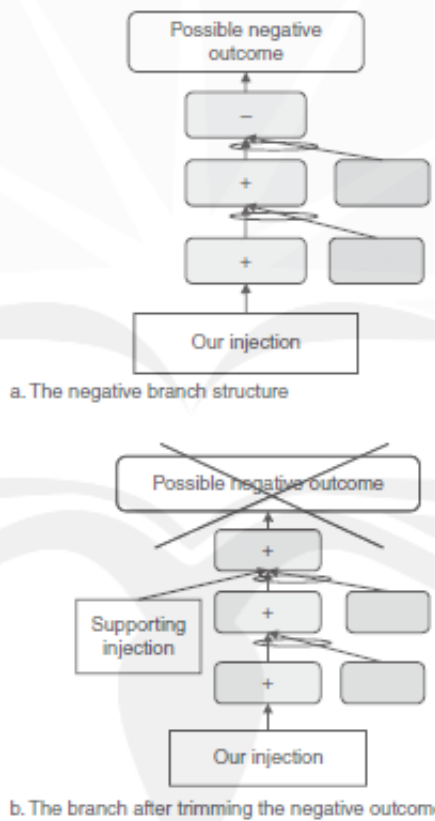 Possible negative
outcome
–
+
+
Our injection
a. The negative branch structure
Possible negative outcome
+
Supporting
injection
+
+
Our injection
b. The branch after trimming the negative outcome